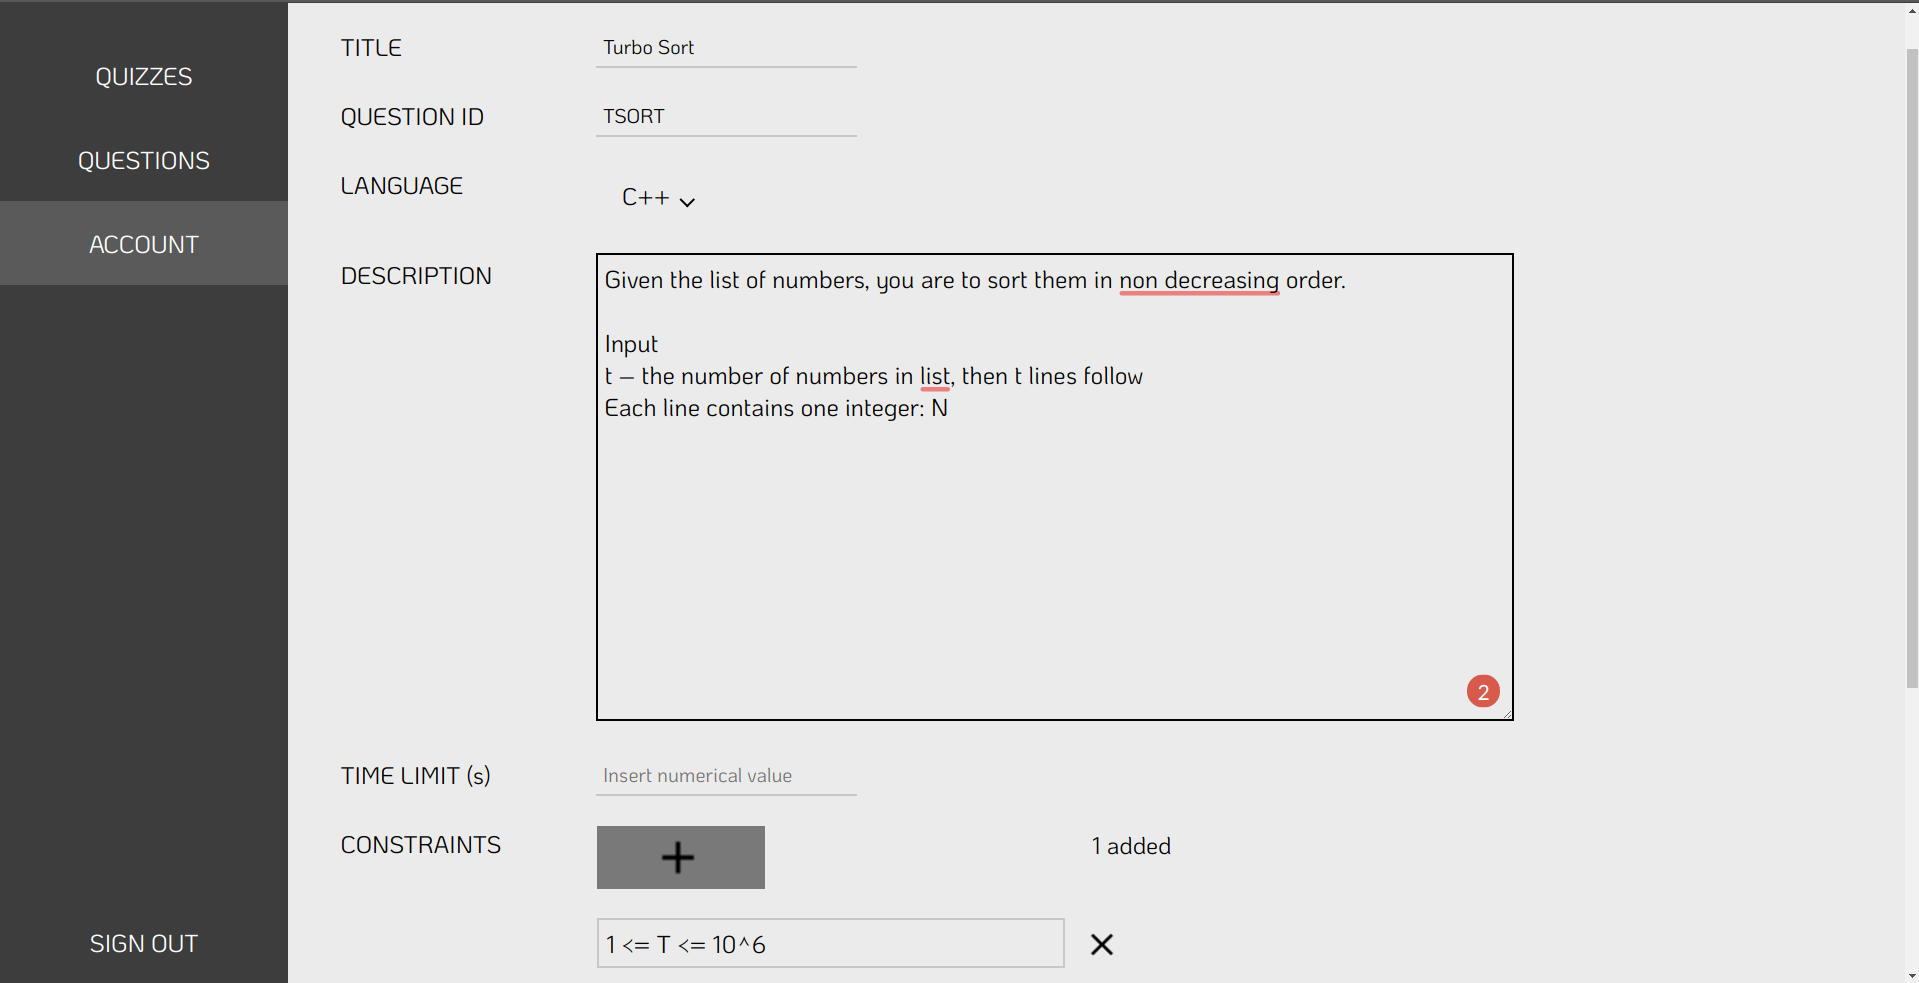 QUIZZES
QUESTIONS
ACCOUNT
SIGN OUT
TITLE
Turbo Sort
QUESTION ID
TSORT
LANGUAGE
C++
DESCRIPTION
Given the list of numbers, you are to sort them in non decreasing order.
Input
t – the number of numbers in list, then t lines follow
Each line contains one integer: N
2
TIME LIMIT (s)
Insert numerical value
CONSTRAINTS
+
1 added
1 <= T <= 10^6